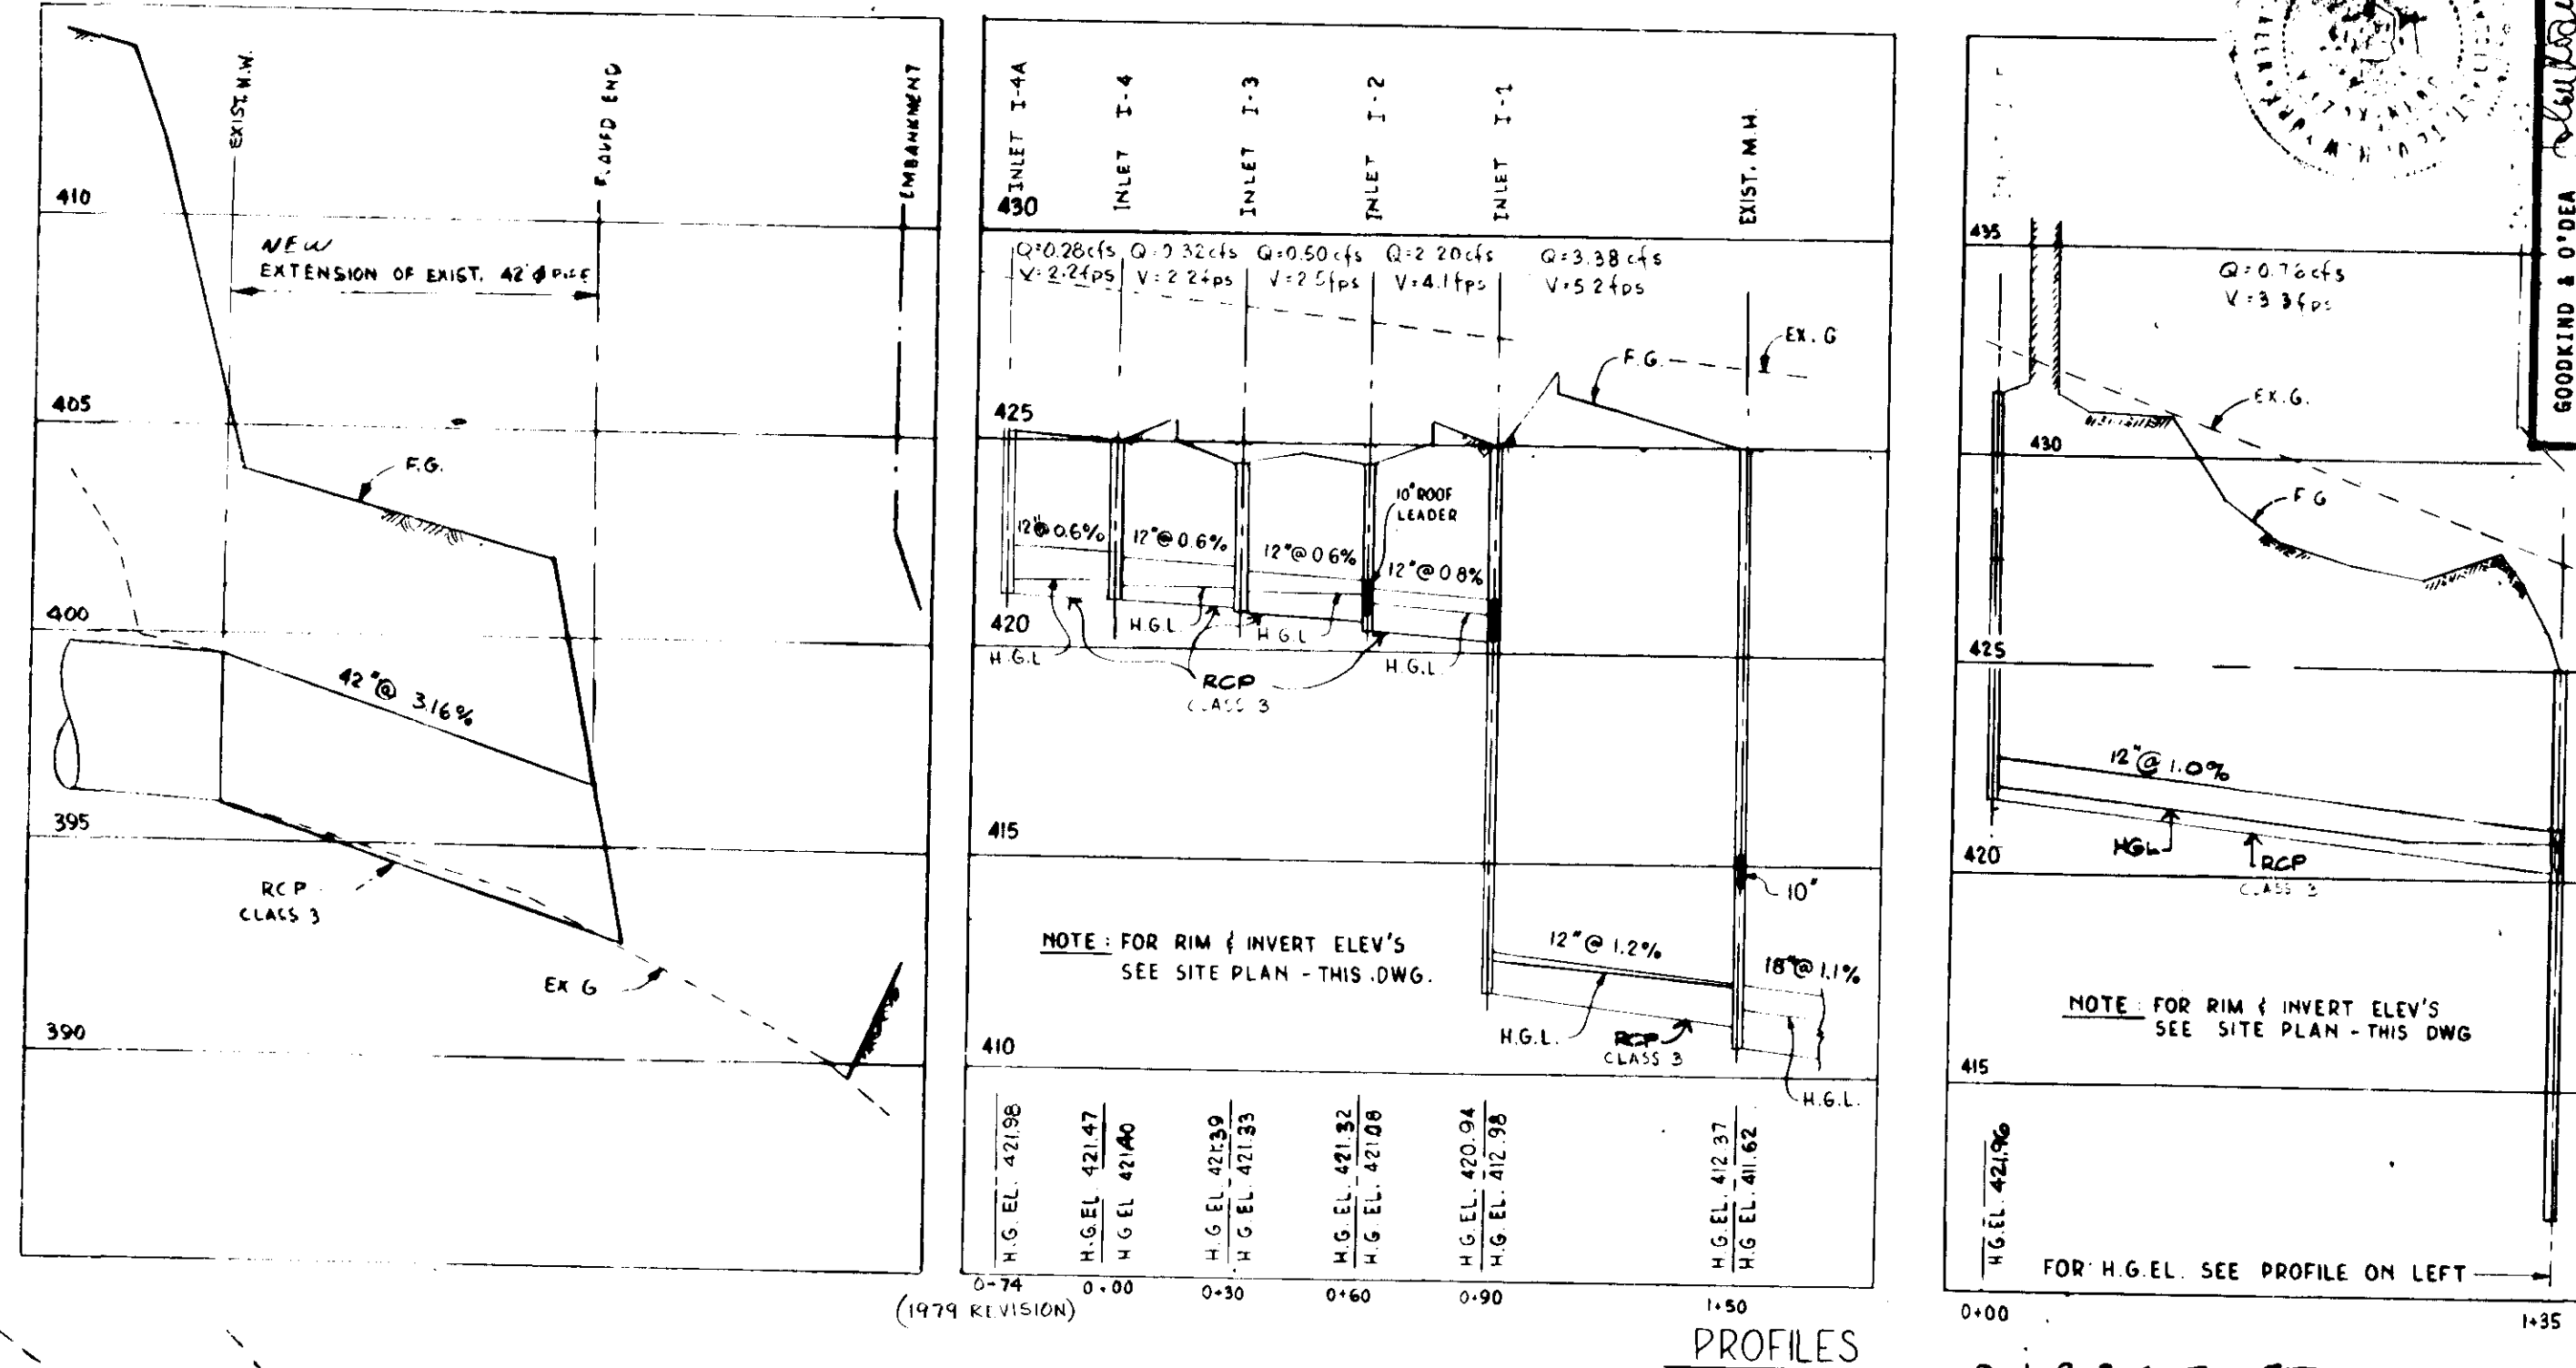 EXIST. H.W.
FLARED END
EMBANKMENT
410
NEW
EXTENSION OF EXIST. 42"ϕ PIPE
405
F.G.
400
42"@ 3.16%
395
RCP
CLASS 3
EX G
390
INLET I-4A
INLET I-4
INLET I-3
INLET I-2
INLET I-1
EXIST. M.H.
430
Q=0.28cfs
V=2.2fps
Q=0.32cfs
V=2.2fps
Q=0.50cfs
V=2.5fps
Q=2.20cfs
V=4.1fps
Q=3.38cfs
V=5.2fps
EX. G
F.G.
425
10" ROOF
LEADER
12"@0.6%
12"@0.6%
12"@0.6%
12"@0.8%
420
H.G.L
H.G.L
H.G.L
H.G.L.
RCP
CLASS 3
415
10"
NOTE: FOR RIM & INVERT ELEV'S
SEE SITE PLAN - THIS DWG.
12"@ 1.2%
18"@ 1.1%
H.G.L.
RCP
CLASS 3
410
H.G.L.
H.G.EL. 421.98
H.G.EL. 421.47
H G EL 421.40
H.G EL. 421.39
H G.EL. 421.33
H.G.EL. 421.32
H.G.EL. 421.08
H.G.EL. 420.94
H.G.EL. 412.98
H.G.EL. 412.37
H.G EL. 411.62
0-74
(1979 REVISION)
0+00
0+30
0+60
0+90
1+50
PROFILES
GOODKIND & O'DEA
435
Q=0.78cfs
V=3.3fps
EX.G.
430
F G
425
12"@ 1.0%
420
HGL
RCP
CLASS 3
NOTE: FOR RIM & INVERT ELEV'S
SEE SITE PLAN - THIS DWG
415
H G.EL. 421.96
FOR H.G.EL. SEE PROFILE ON LEFT
0+00
1+35